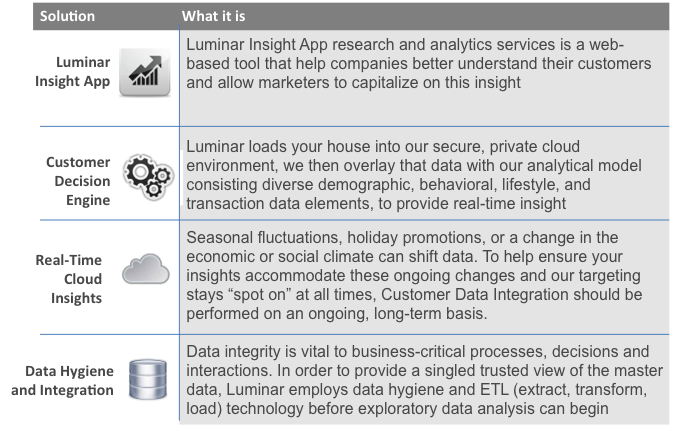 Solution What it is
Luminar
Insight App
Luminar Insight App research and analytics services is a web-
based tool that help companies better understand their customers
and allow marketers to capitalize on this insight
Customer
Decision
Engine
Luminar loads your house into our secure, private cloud
environment, we then overlay that data with our analytical model
consisting diverse demographic, behavioral, lifestyle, and
transaction data elements, to provide real-time insight
Real-Time
Cloud
Insights
Seasonal fluctuations, holiday promotions, or a change in the
economic or social climate can shift data. To help ensure your
insights accommodate these ongoing changes and our targeting
stays “spot on” at all times, Customer Data Integration should be
performed on an ongoing, long-term basis.
Data Hygiene
and Integration
Data integrity is vital to business-critical processes, decisions and
interactions. In order to provide a singled trusted view of the master
data, Luminar employs data hygiene and ETL (extract, transform,
load) technology before exploratory data analysis can begin